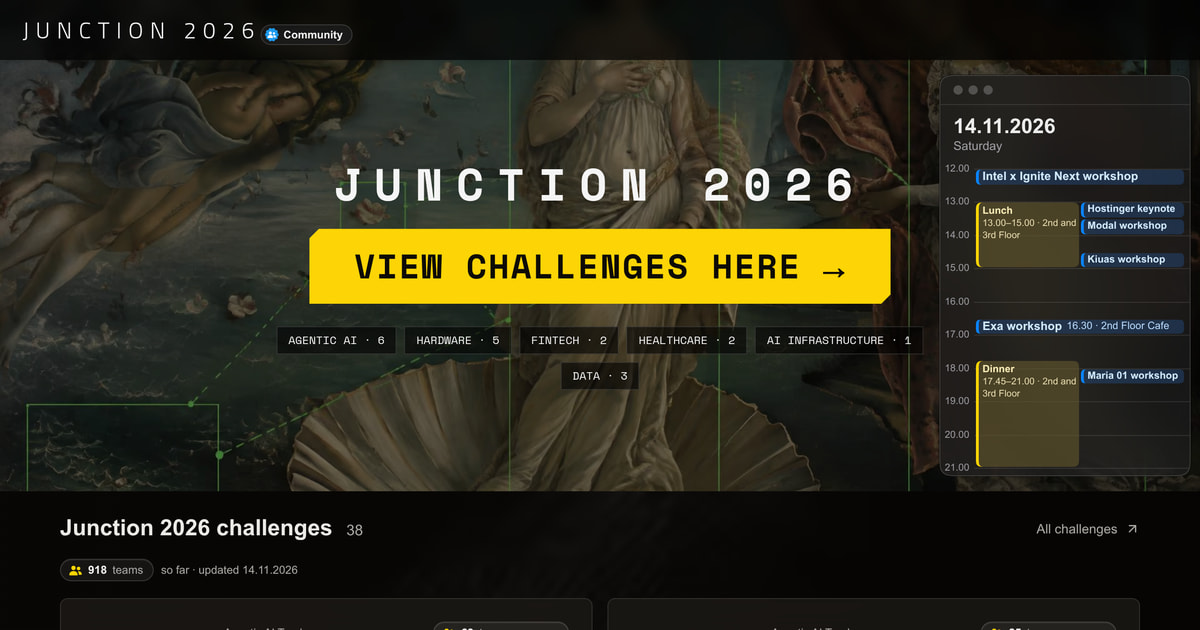 JUNCTION 2026 Community
JUNCTION 2026
VIEW CHALLENGES HERE →
AGENTIC AI · 6 HARDWARE · 5 FINTECH · 2 HEALTHCARE · 2 AI INFRASTRUCTURE · 1
DATA · 3
14.11.2026
Saturday
12.00
Intel x Ignite Next workshop
13.00
Lunch
13.00–15.00 · 2nd and
3rd Floor
Hostinger keynote
Modal workshop
14.00
Kiuas workshop
15.00
16.00
Exa workshop 16.30 · 2nd Floor Cafe
17.00
18.00
Dinner
17.45–21.00 · 2nd and
3rd Floor
Maria 01 workshop
19.00
20.00
21.00
Junction 2026 challenges 38
All challenges
918 teams so far · updated 14.11.2026